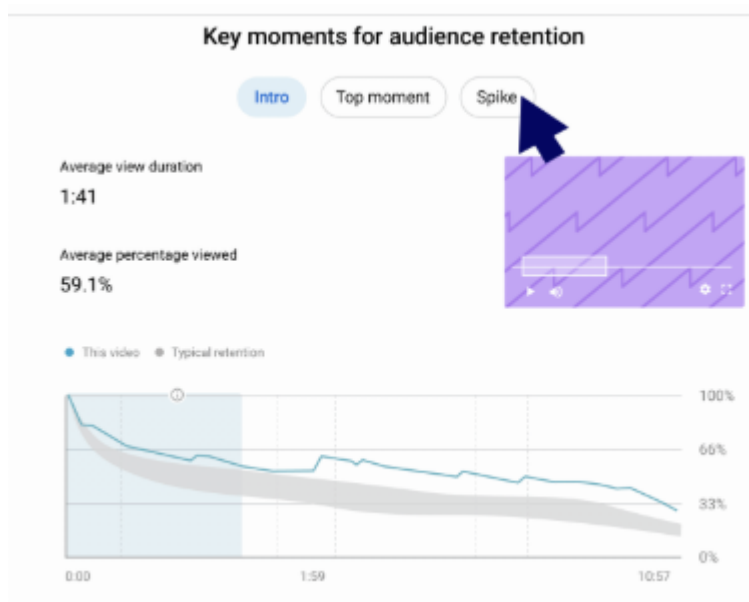 Key moments for audience retention
Intro Top moment Spike
Average view duration
1:41
Average percentage viewed
59.1%
This video Typical retention
100%
66%
33%
0%
0:00 1:59 10:57